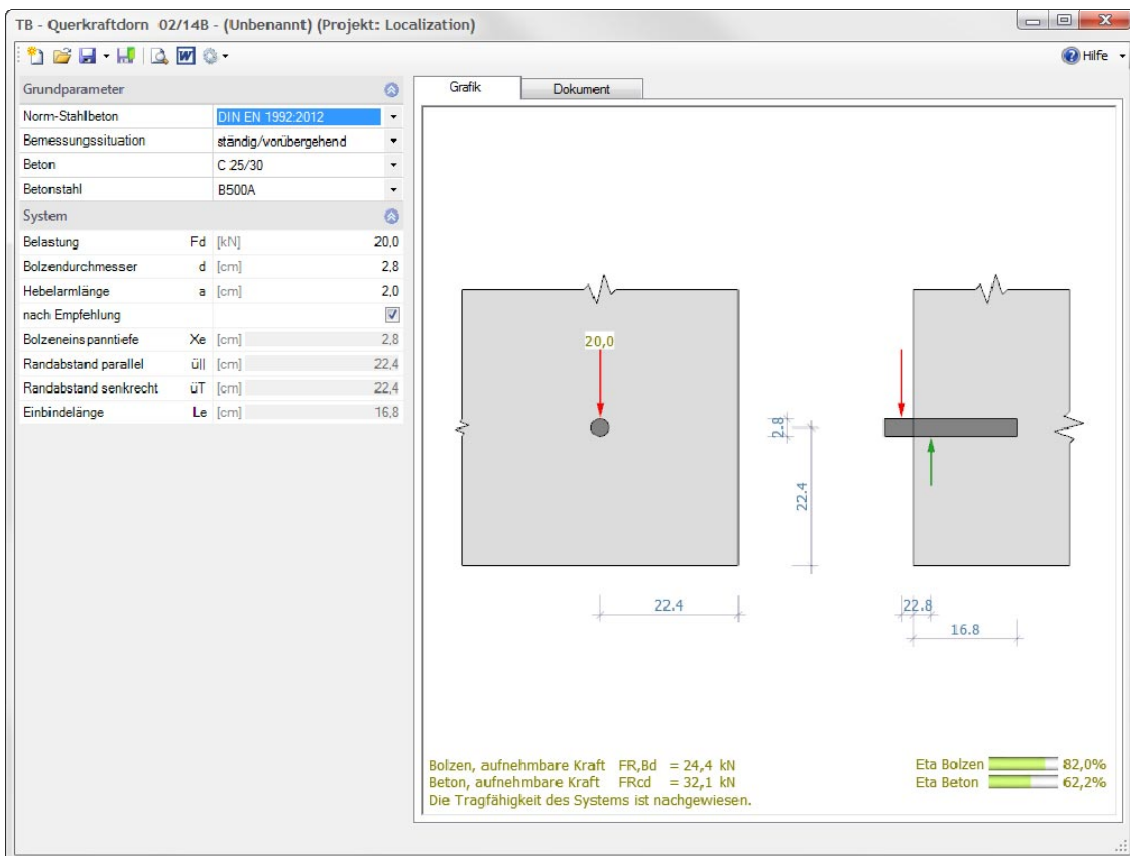 TB - Querkraftdorn 02/14B - (Unbenannt) (Projekt: Localization)
Hilfe
Grundparameter
Norm-Stahlbeton DIN EN 1992:2012
Bemessungssituation ständig/vorübergehend
Beton C 25/30
Betonstahl B500A
System
Belastung Fd [kN] 20,0
Bolzendurchmesser d [cm] 2,8
Hebelarmlänge a [cm] 2,0
nach Empfehlung
Bolzeneinspanntiefe Xe [cm] 2,8
Randabstand parallel üll [cm] 22,4
Randabstand senkrecht üT [cm] 22,4
Einbindelänge Le [cm] 16,8
Grafik Dokument
20,0
2.8
22.4
22.4
22.8
16.8
Bolzen, aufnehmbare Kraft FR,Bd = 24,4 kN
Beton, aufnehmbare Kraft FRcd = 32,1 kN
Die Tragfähigkeit des Systems ist nachgewiesen.
Eta Bolzen 82,0%
Eta Beton 62,2%